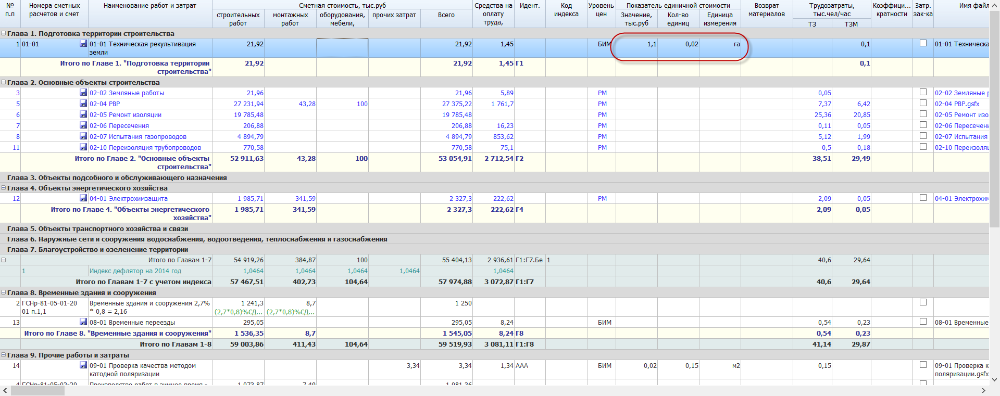 № п.п | Номера сметных расчетов и смет | Наименование работ и затрат | Сметная стоимость, тыс.руб | Средства на оплату труда, | Идент. | Код индекса | Уровень цен | Показатель единичной стоимости | Возврат материалов | Трудозатраты, тыс.чел/час | Коэффици... кратности | Затр. зак-ка | Имя файл
строительных работ | монтажных работ | оборудования, мебели, | прочих затрат | Всего | Значение, тыс.руб | Кол-во единиц | Единица измерения | ТЗ | ТЗМ
Глава 1. Подготовка территории строительства
1 | 01-01 | 01-01 Техническая рекультивация земли | 21,92 | 21,92 | 1,45 | БИМ | 1,1 | 0,02 | га | 0,1 | 01-01 Техническа
Итого по Главе 1. "Подготовка территории строительства" | 21,92 | 21,92 | 1,45 | Г1 | 0,1
Глава 2. Основные объекты строительства
3 | 02-02 Земляные работы | 21,96 | 21,96 | 5,89 | РМ | 0,05 | 02-02 Земляные р
5 | 02-04 РВР | 27 231,94 | 43,28 | 100 | 27 375,22 | 1 761,7 | РМ | 7,37 | 6,42 | 02-04 РВР.gsfx
6 | 02-05 Ремонт изоляции | 19 785,48 | 19 785,48 | РМ | 25,36 | 20,85 | 02-05 Ремонт изо
7 | 02-06 Пересечения | 206,88 | 206,88 | 16,23 | РМ | 0,11 | 0,05 | 02-06 Пересечени
8 | 02-07 Испытания газопроводов | 4 894,79 | 4 894,79 | 853,62 | РМ | 5,12 | 1,99 | 02-07 Испытания
11 | 02-10 Переизоляция трубопроводов | 770,58 | 770,58 | 75,1 | РМ | 0,5 | 0,18 | 02-10 Переизоляц
Итого по Главе 2. "Основные объекты строительства" | 52 911,63 | 43,28 | 100 | 53 054,91 | 2 712,54 | Г2 | 38,51 | 29,49
Глава 3. Объекты подсобного и обслуживающего назначения
Глава 4. Объекты энергетического хозяйства
12 | 04-01 Электрохимзащита | 1 985,71 | 341,59 | 2 327,3 | 222,62 | РМ | 2,09 | 0,05 | 04-01 Электрохим
Итого по Главе 4. "Объекты энергетического хозяйства" | 1 985,71 | 341,59 | 2 327,3 | 222,62 | Г4 | 2,09 | 0,05
Глава 5. Объекты транспортного хозяйства и связи
Глава 6. Наружные сети и сооружения водоснабжения, водоотведения, теплоснабжения и газоснабжения
Глава 7. Благоустройство и озеленение территории
Итого по Главам 1-7 | 54 919,26 | 384,87 | 100 | 55 404,13 | 2 936,61 | Г1:Г7.Бе | 1 | 40,6 | 29,64
1 | Индекс дефлятор на 2014 год | 1,0464 | 1,0464 | 1,0464 | 1,0464 | 1,0464
Итого по Главам 1-7 с учетом индекса | 57 467,51 | 402,73 | 104,64 | 57 974,88 | 3 072,87 | Г1:Г7 | 40,6 | 29,64
Глава 8. Временные здания и сооружения
2 | ГСНр-81-05-01-20 01 п.1,1 | Временные здания и сооружения 2,7% * 0,8 = 2,16 | 1 241,3 | 8,7 | 1 250
(2,7*0,8)%СД... | (2,7*0,8)%СД...
13 | 08-01 Временные переезды | 295,05 | 295,05 | 8,24 | БИМ | 0,54 | 0,23 | 08-01 Временные
Итого по Главе 8. "Временные здания и сооружения" | 1 536,35 | 8,7 | 1 545,05 | 8,24 | Г8 | 0,54 | 0,23
Итого по Главам 1-8 | 59 003,86 | 411,43 | 104,64 | 59 519,93 | 3 081,11 | Г1:Г8 | 41,14 | 29,87
Глава 9. Прочие работы и затраты
14 | 09-01 Проверка качества методом катодной поляризации | 3,34 | 3,34 | 1,34 | ААА | БИМ | 0,02 | 0,15 | м2 | 0,15 | 09-01 Проверка к поляризации.gsfx
4 | ГСНр-81-05-02-20 | Производство работ в зимнее время - | 1 073,87 | 7,49 | 1 081,36